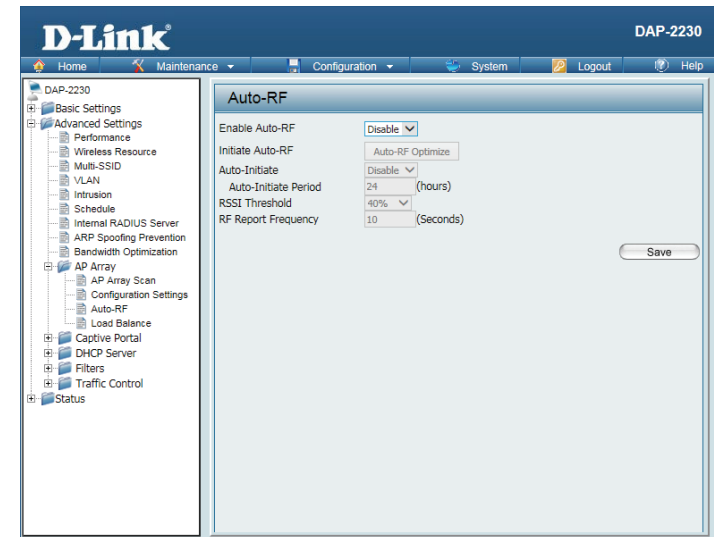 D-Link®
DAP-2230
Home Maintenance Configuration System Logout Help
DAP-2230
Basic Settings
Advanced Settings
Performance
Wireless Resource
Multi-SSID
VLAN
Intrusion
Schedule
Internal RADIUS Server
ARP Spoofing Prevention
Bandwidth Optimization
AP Array
AP Array Scan
Configuration Settings
Auto-RF
Load Balance
Captive Portal
DHCP Server
Filters
Traffic Control
Status
Auto-RF
Enable Auto-RF Disable
Initiate Auto-RF Auto-RF Optimize
Auto-Initiate Disable
Auto-Initiate Period 24 (hours)
RSSI Threshold 40%
RF Report Frequency 10 (Seconds)
Save